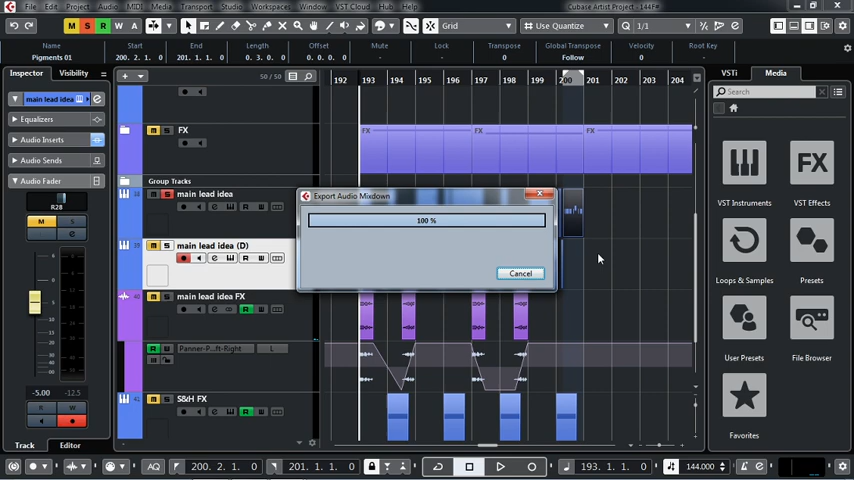 File Edit Project Audio MIDI Media Transport Studio Workspaces Window VST Cloud Hub Help
Cubase Artist Project - 144F#
M S R W A
Grid
Use Quantize
1/1
Name Start End Length Offset Mute Lock Transpose Global Transpose Velocity Root Key
Pigments 01 200. 2. 1. 0 201. 1. 1. 0 0. 3. 0. 0 0. 0. 0. 0 - - 0 Follow 0 -
Inspector Visibility
50 / 50
192 193 194 195 196 197 198 199 200 201 202 203 204
VSTi Media
main lead idea
Search
Equalizers
Audio Inserts
Audio Sends
Audio Fader
R28
M S
-5.00 -12.5
R W
Track Editor
M S FX
FX FX FX
Group Tracks
38 M S main lead idea
39 M S main lead idea (D)
40 M S main lead idea FX
R
R Panner-P...ft-Right L
41 M S S&H FX
R
Export Audio Mixdown
100 %
Cancel
VST Instruments
VST Effects
Loops & Samples
Presets
User Presets
File Browser
Favorites
AQ
200. 2. 1. 0
201. 1. 1. 0
193. 1. 1. 0
144.000